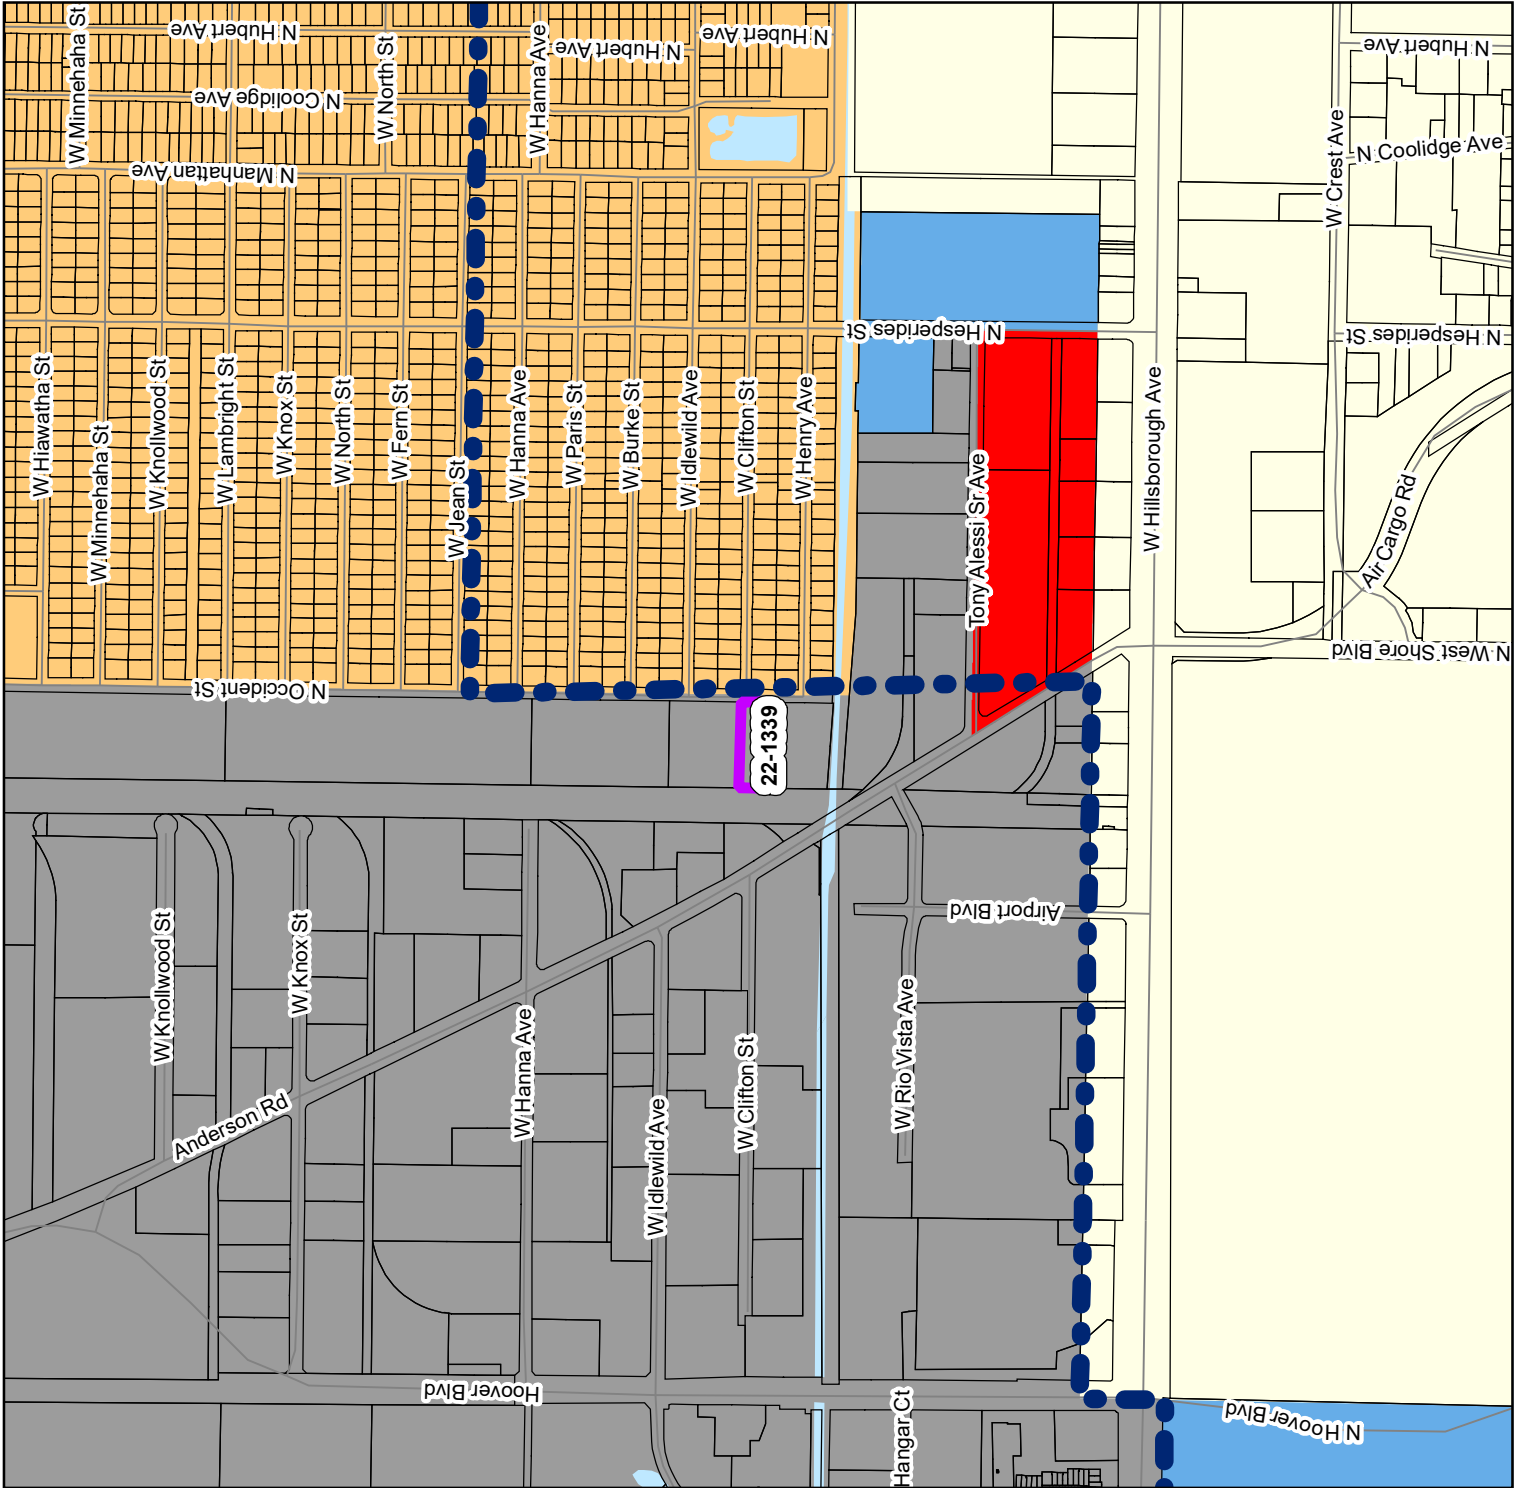 W Minnehaha St
N Hubert Ave
N Hubert Ave
N Hubert Ave
N Hubert Ave
W North St
W Hanna Ave
N Coolidge Ave
N Coolidge Ave
N Manhattan Ave
W Crest Ave
N Hesperides St
N Hesperides St
W Hiawatha St
W Minnehaha St
W Knollwood St
W Lambright St
W Knox St
W North St
W Fern St
W Jean St
W Hanna Ave
W Paris St
W Burke St
W Idlewild Ave
W Clifton St
W Henry Ave
Tony Alessi Sr Ave
W Hillsborough Ave
Air Cargo Rd
N West Shore Blvd
N Occident St
22-1339
W Knollwood St
W Knox St
Airport Blvd
W Hanna Ave
W Idlewild Ave
W Clifton St
W Rio Vista Ave
Anderson Rd
Hoover Blvd
Hangar Ct
N Hoover Blvd